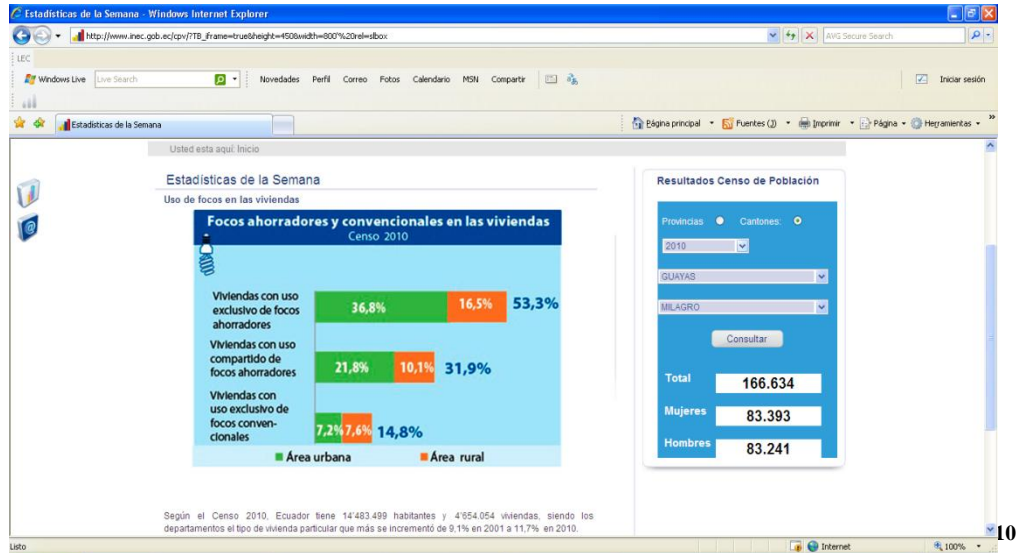 Estadísticas de la Semana - Windows Internet Explorer
http://www.inec.gob.ec/cpv/?TB_iframe=true&height=450&width=800'%20rel=slbox
AVG Secure Search
LEC
Windows Live Live Search Novedades Perfil Correo Fotos Calendario MSN Compartir Iniciar sesión
Estadísticas de la Semana Página principal Fuentes (J) Imprimir Página Herramientas »
Usted esta aquí: Inicio
Estadísticas de la Semana
Uso de focos en las viviendas
Focos ahorradores y convencionales en las viviendas
Censo 2010
Viviendas con uso
exclusivo de focos
ahorradores
36,8% 16,5% 53,3%
Viviendas con uso
compartido de
focos ahorradores
21,8% 10,1% 31,9%
Viviendas con
uso exclusivo de
focos conven-
cionales
7,2% 7,6% 14,8%
Área urbana Área rural
Según el Censo 2010, Ecuador tiene 14'483.499 habitantes y 4'654.054 viviendas, siendo los
departamentos el tipo de vivienda particular que más se incrementó de 9,1% en 2001 a 11,7% en 2010.
Resultados Censo de Población
Provincias Cantones:
2010
GUAYAS
MILAGRO
Consultar
Total 166.634
Mujeres 83.393
Hombres 83.241
10
Listo Internet 100%